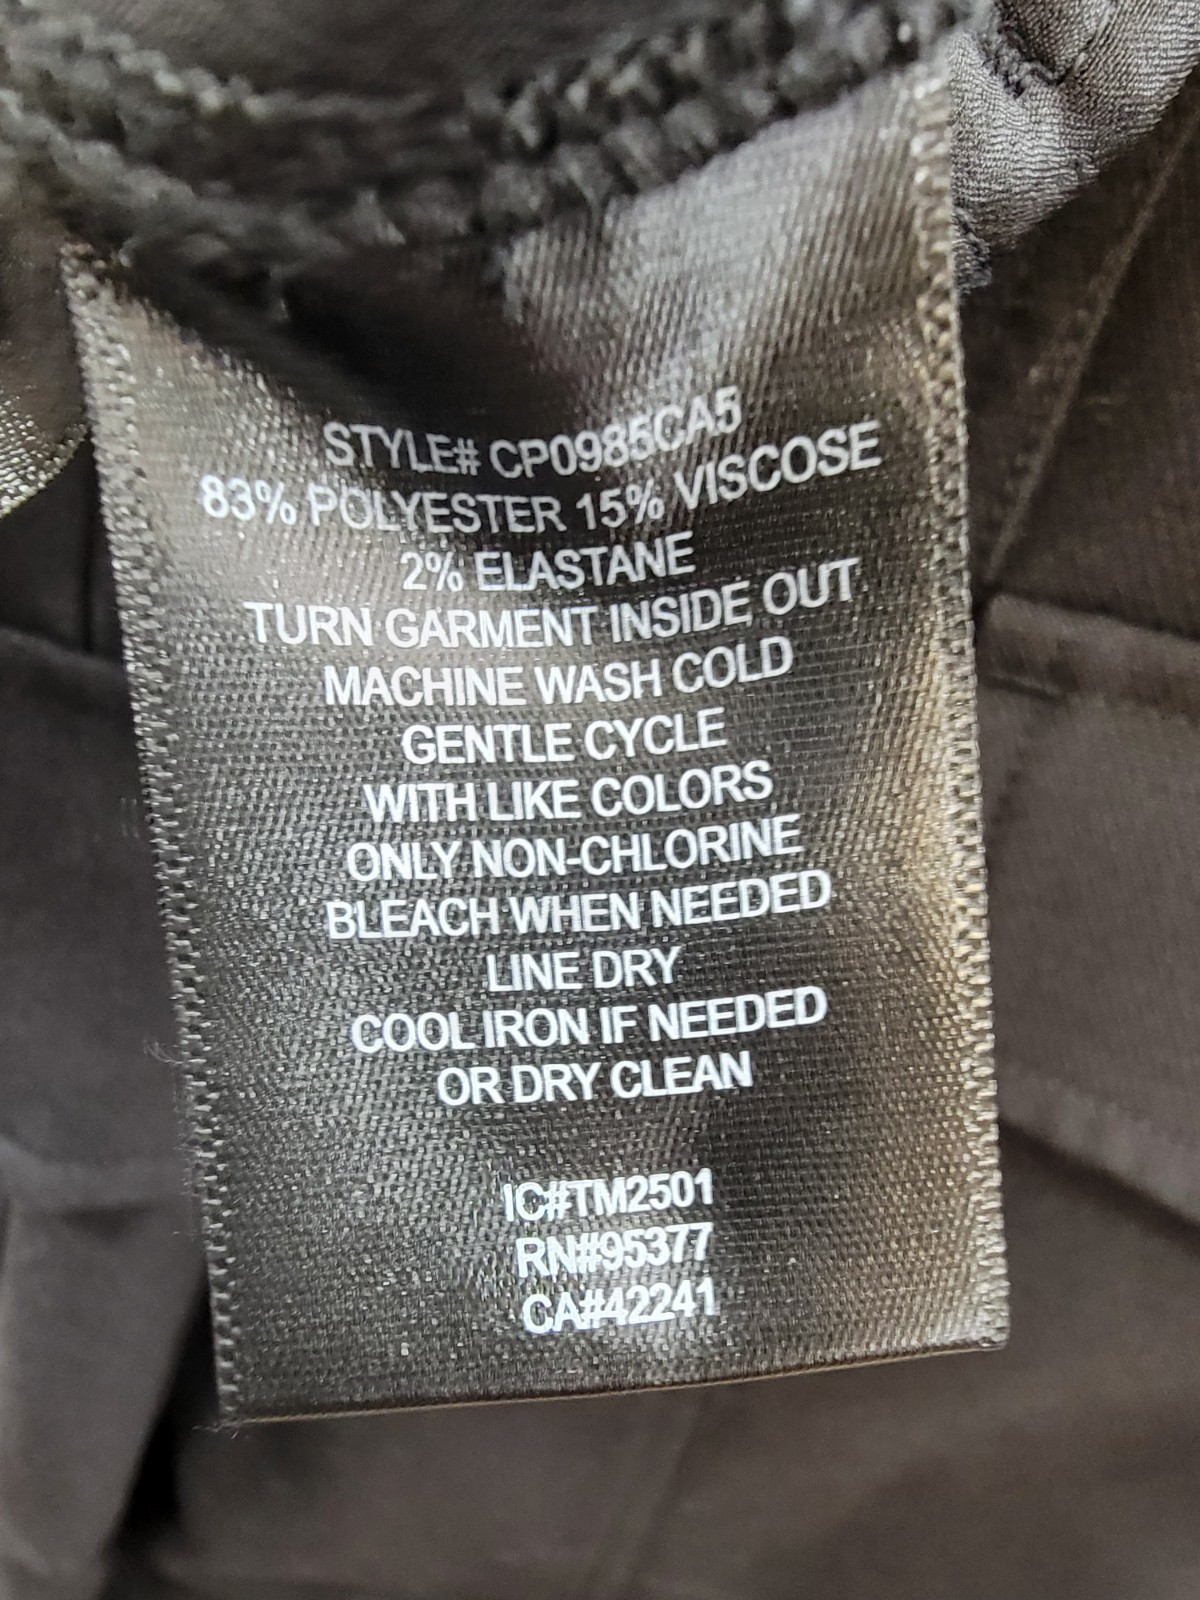 STYLE# CP0985CA5
83% POLYESTER 15% VISCOSE
2% ELASTANE
TURN GARMENT INSIDE OUT
MACHINE WASH COLD
GENTLE CYCLE
WITH LIKE COLORS
ONLY NON-CHLORINE
BLEACH WHEN NEEDED
LINE DRY
COOL IRON IF NEEDED
OR DRY CLEAN
IC#TM2501
RN#95377
CA#42241